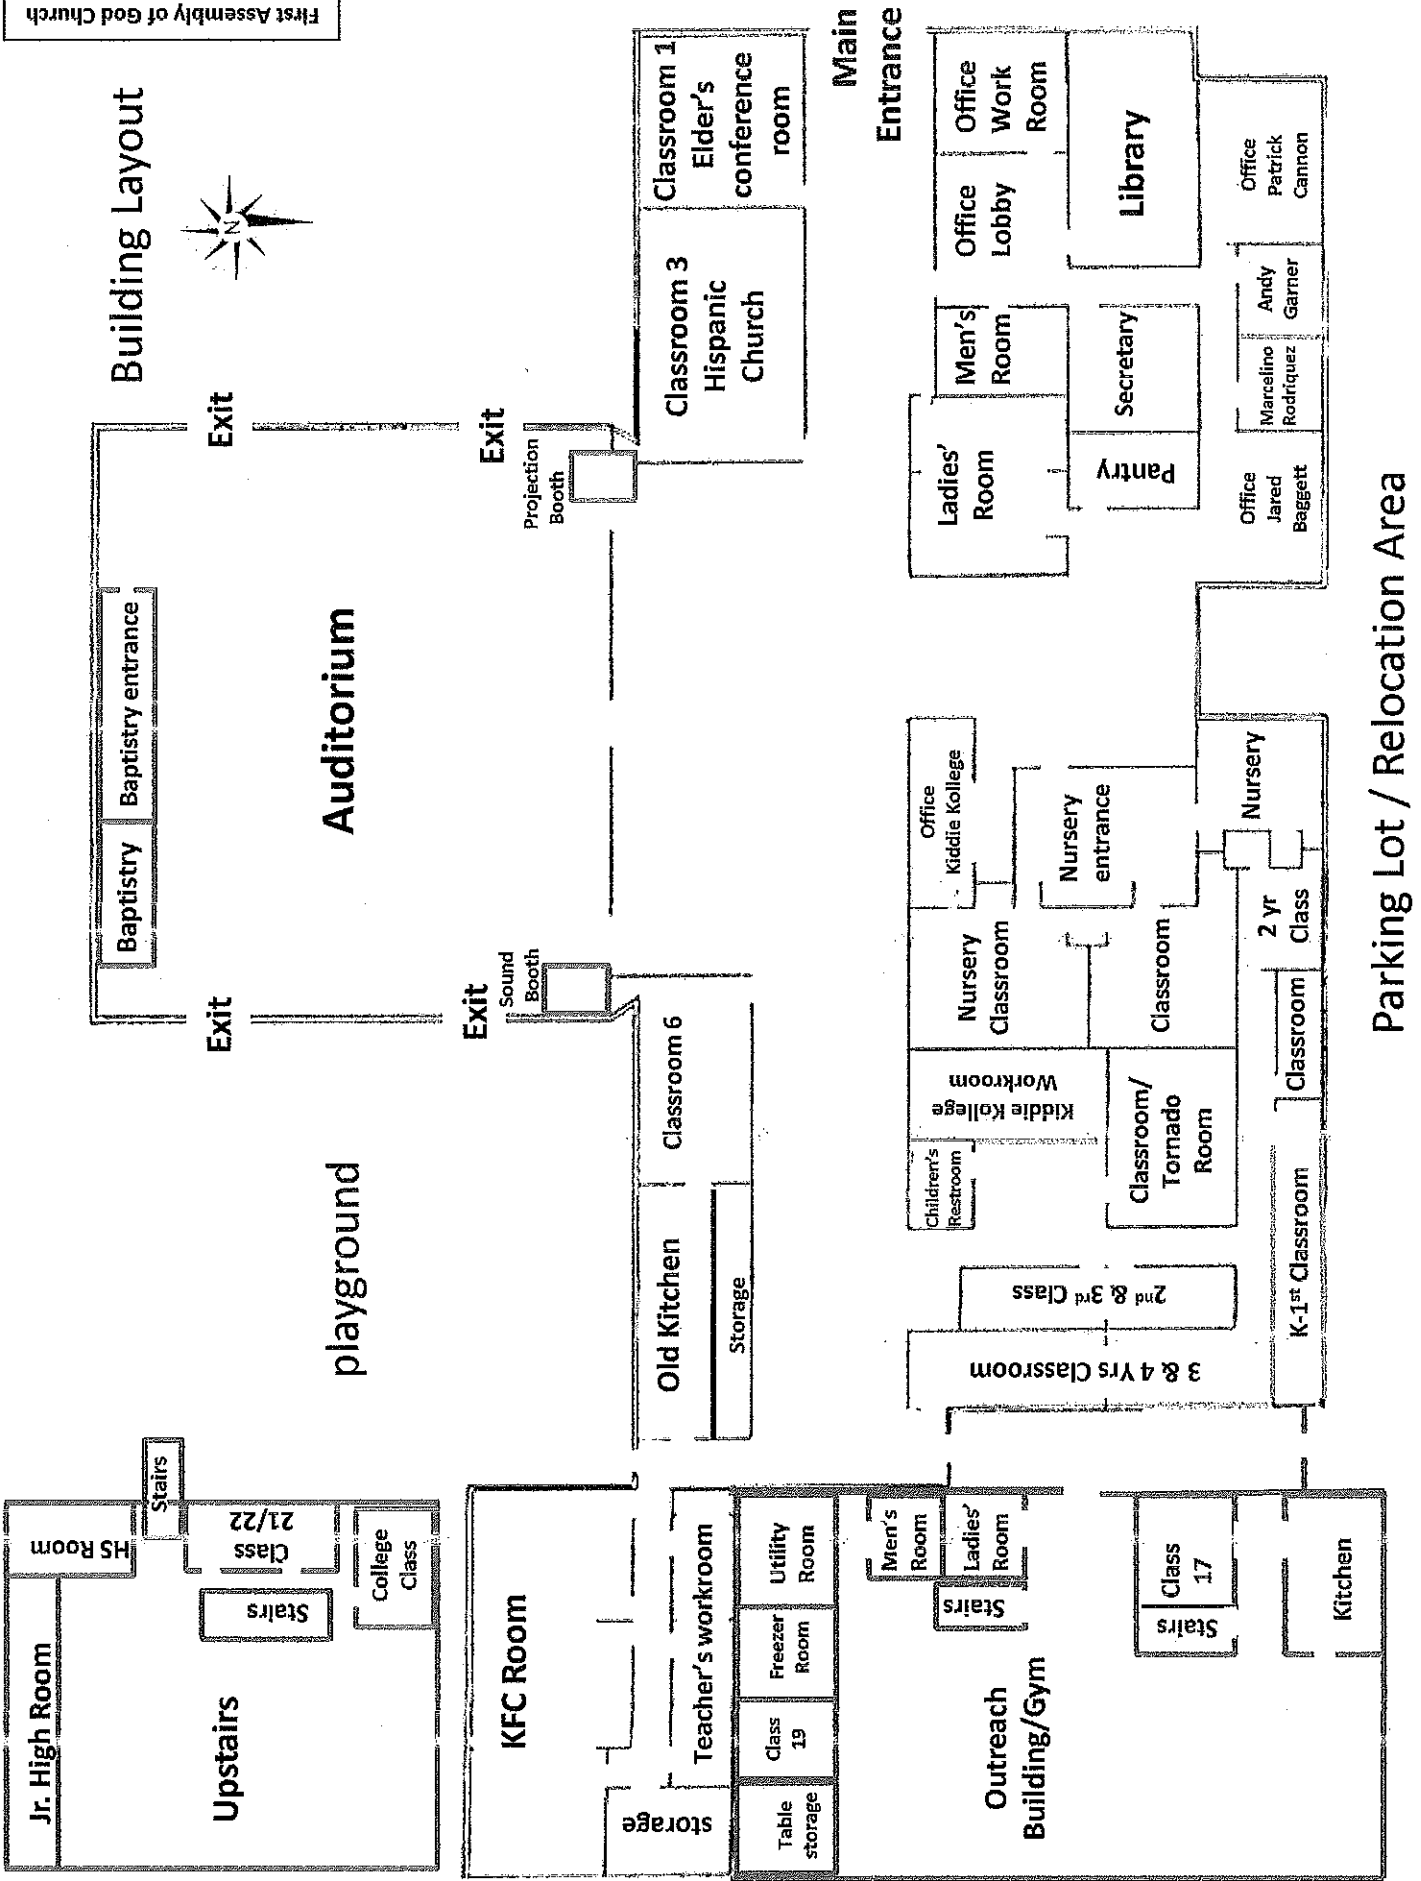 First Assembly of God Church
Building Layout
N
Main
Entrance
Classroom 1
Elder's
conference
room
Classroom 3
Hispanic
Church
Office
Work
Room
Office
Lobby
Library
Office
Patrick
Cannon
Andy
Garner
Marcelino
Rodriquez
Office
Jared
Baggett
Men's
Room
Secretary
Ladies'
Room
Pantry
Exit
Exit
Projection
Booth
Baptistry entrance
Baptistry
Auditorium
Exit
Exit
Sound
Booth
Office
Kiddie Kollege
Nursery
entrance
Nursery
Nursery
Classroom
Classroom
2 yr
Class
Classroom
Kiddie Kollege
Workroom
Classroom/
Tornado
Room
Children's
Restroom
K-1st Classroom
2nd & 3rd Class
3 & 4 Yrs Classroom
Classroom 6
Old Kitchen
Storage
playground
Stairs
HS Room
Class
21/22
College
Class
Stairs
Jr. High Room
Upstairs
KFC Room
Teacher's workroom
storage
Utility
Room
Freezer
Room
Class
19
Table
storage
Men's
Room
Ladies'
Room
Stairs
Class
17
Stairs
Kitchen
Outreach
Building/Gym
Parking Lot / Relocation Area